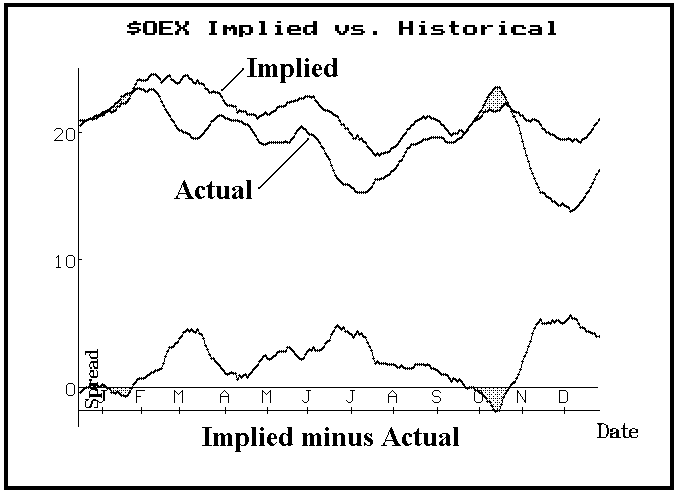 $OEX Implied vs. Historical
Implied
20
Actual
10
Spread
0
J F M A M J J A S O N D
Implied minus Actual
Date